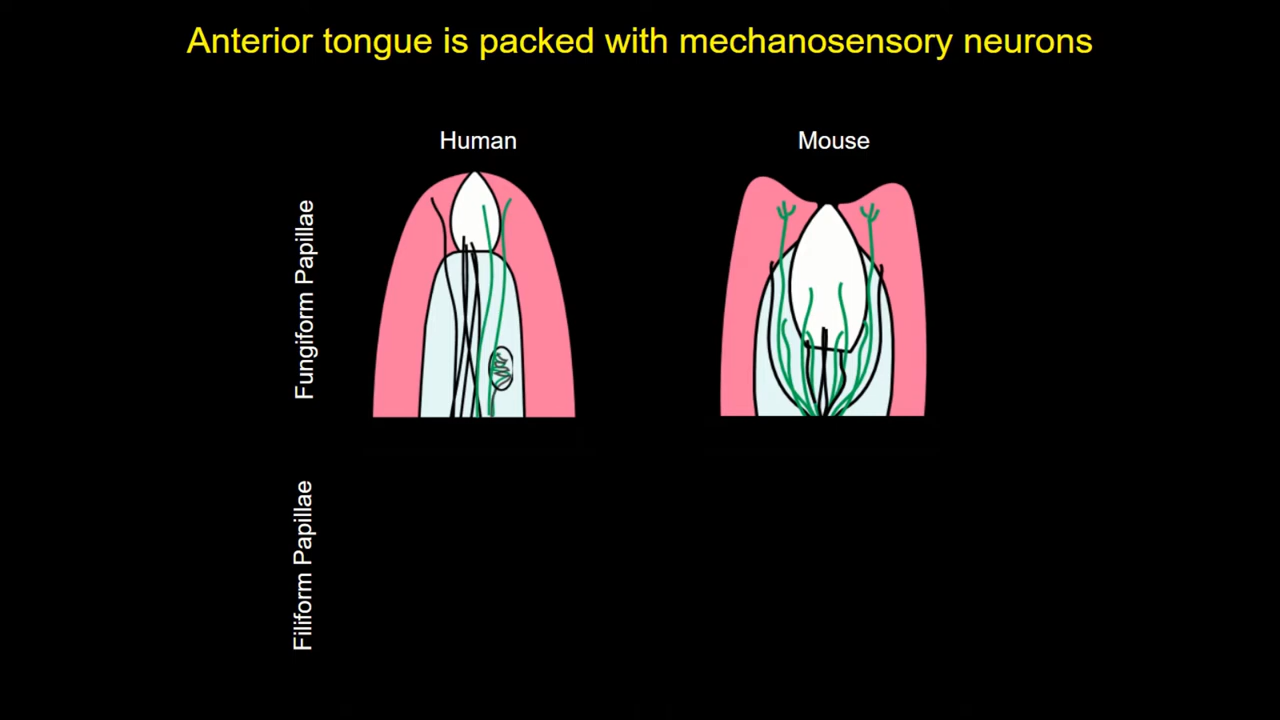 Anterior tongue is packed with mechanosensory neurons
Human
Mouse
Fungiform Papillae
Filiform Papillae